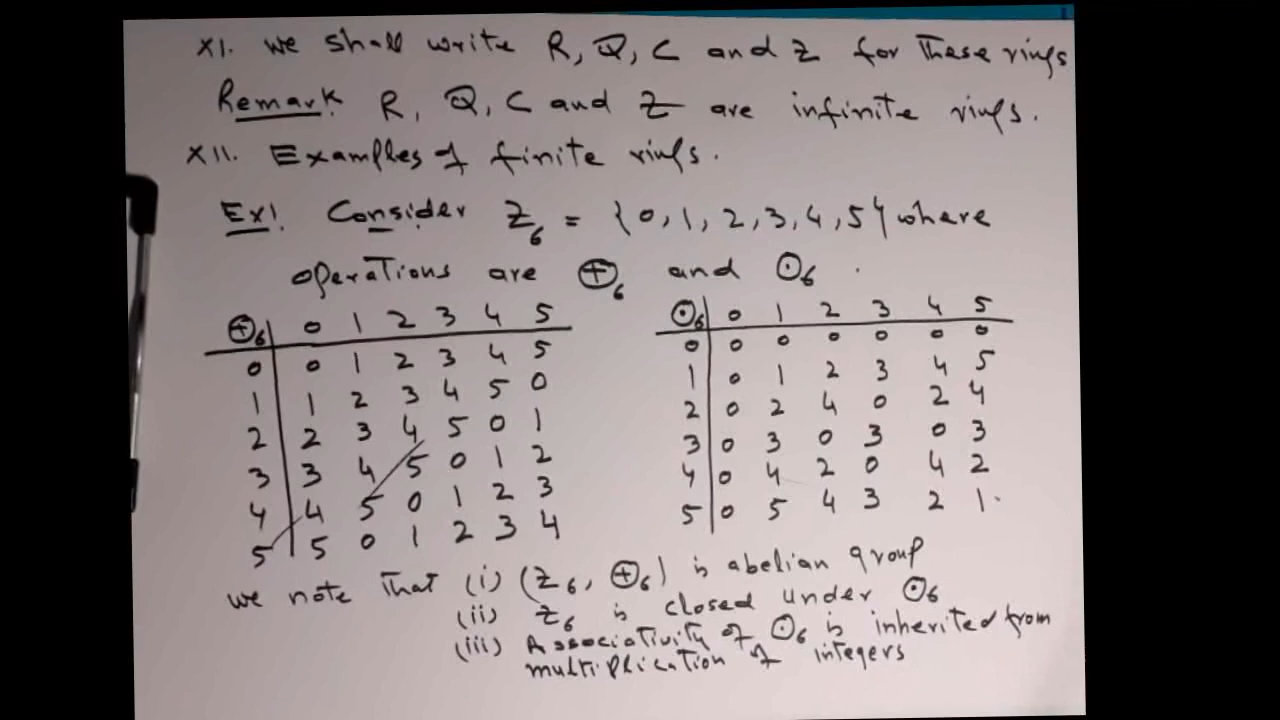 XI. We shall write R, Q, C and Z for these rings
Remark. R, Q, C and Z are infinite rings.
XII. Examples of finite rings.
Ex1. Consider Z₆ = {0, 1, 2, 3, 4, 5} where
operations are ⊕₆ and ⊙₆ .
⊕₆ 0 1 2 3 4 5
0 0 1 2 3 4 5
1 1 2 3 4 5 0
2 2 3 4 5 0 1
3 3 4 5 0 1 2
4 4 5 0 1 2 3
5 5 0 1 2 3 4
⊙₆ 0 1 2 3 4 5
0 0 0 0 0 0 0
1 0 1 2 3 4 5
2 0 2 4 0 2 4
3 0 3 0 3 0 3
4 0 4 2 0 4 2
5 0 5 4 3 2 1.
We note that (i) (Z₆, ⊕₆) is abelian group
(ii) Z₆ is closed under ⊙₆
(iii) Associativity of ⊙₆ is inherited from
multiplication of integers